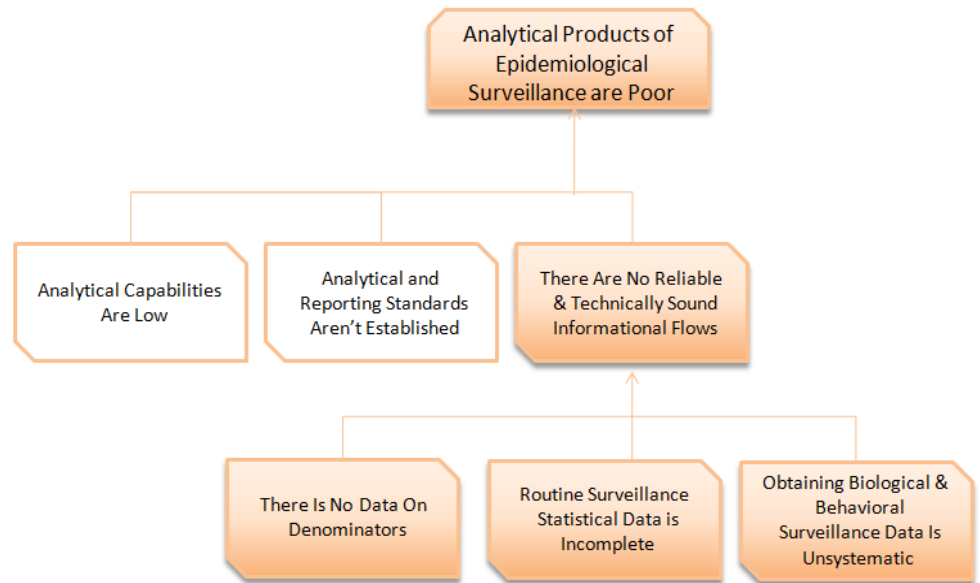 Analytical Products of
Epidemiological
Surveillance are Poor
Analytical Capabilities
Are Low
Analytical and
Reporting Standards
Aren't Established
There Are No Reliable
& Technically Sound
Informational Flows
There Is No Data On
Denominators
Routine Surveillance
Statistical Data is
Incomplete
Obtaining Biological &
Behavioral
Surveillance Data Is
Unsystematic